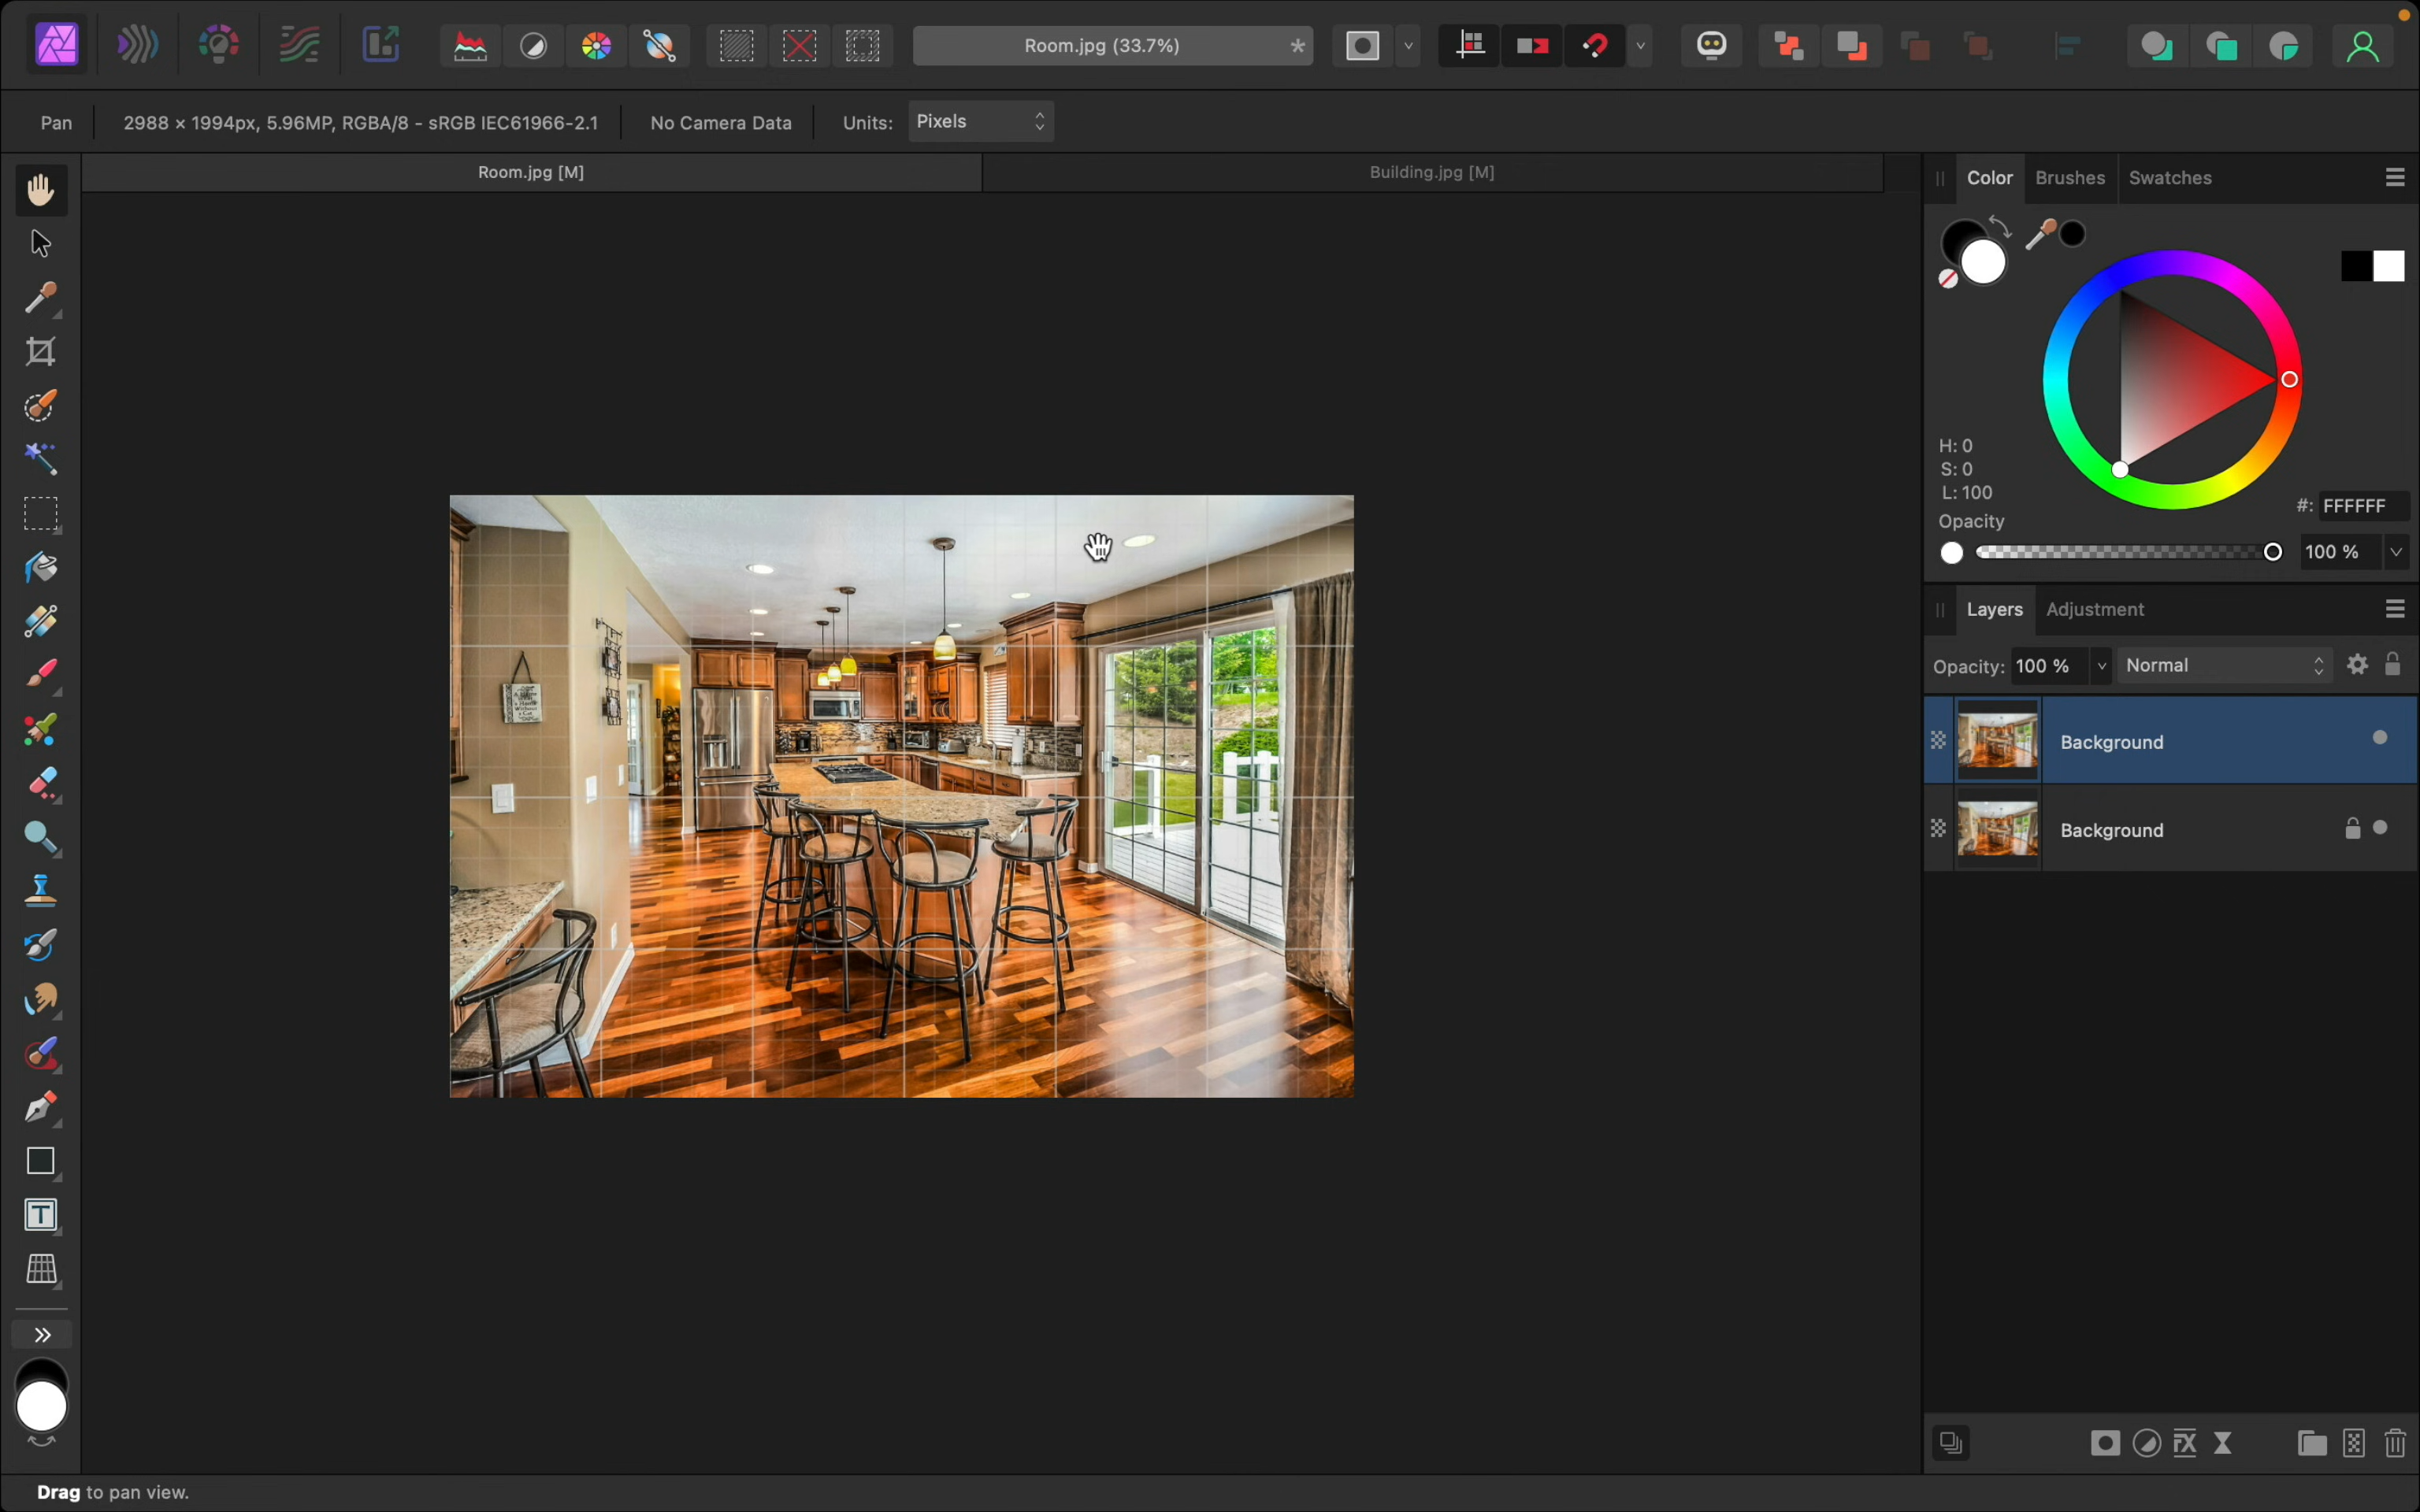 Room.jpg (33.7%)
*
Pan
2988 × 1994px, 5.96MP, RGBA/8 - sRGB IEC61966-2.1
No Camera Data
Units:
Pixels
Room.jpg [M]
Building.jpg [M]
Color
Brushes
Swatches
H: 0
S: 0
L: 100
#: FFFFFF
Opacity
100 %
Layers
Adjustment
Opacity: 100 %
Normal
Background
Background
FX
T
Drag to pan view.